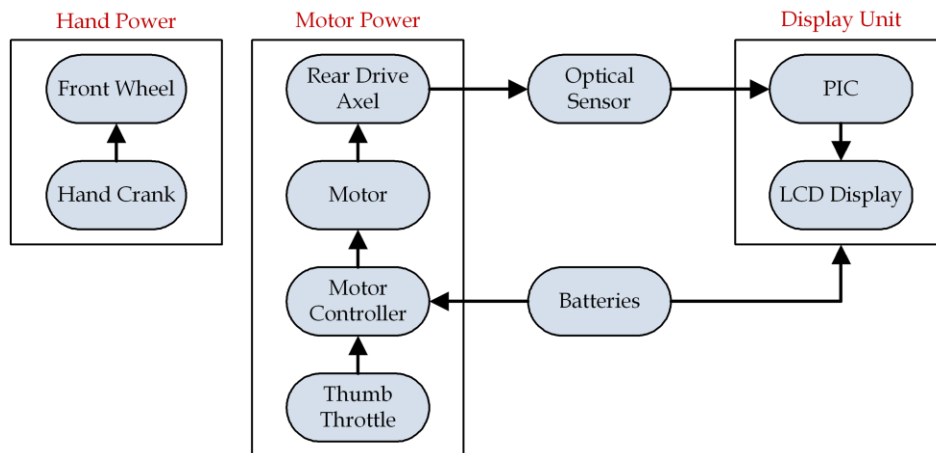 Hand Power
Motor Power
Display Unit
Front Wheel
Rear Drive
Axel
Optical
Sensor
PIC
Hand Crank
Motor
LCD Display
Motor
Controller
Batteries
Thumb
Throttle